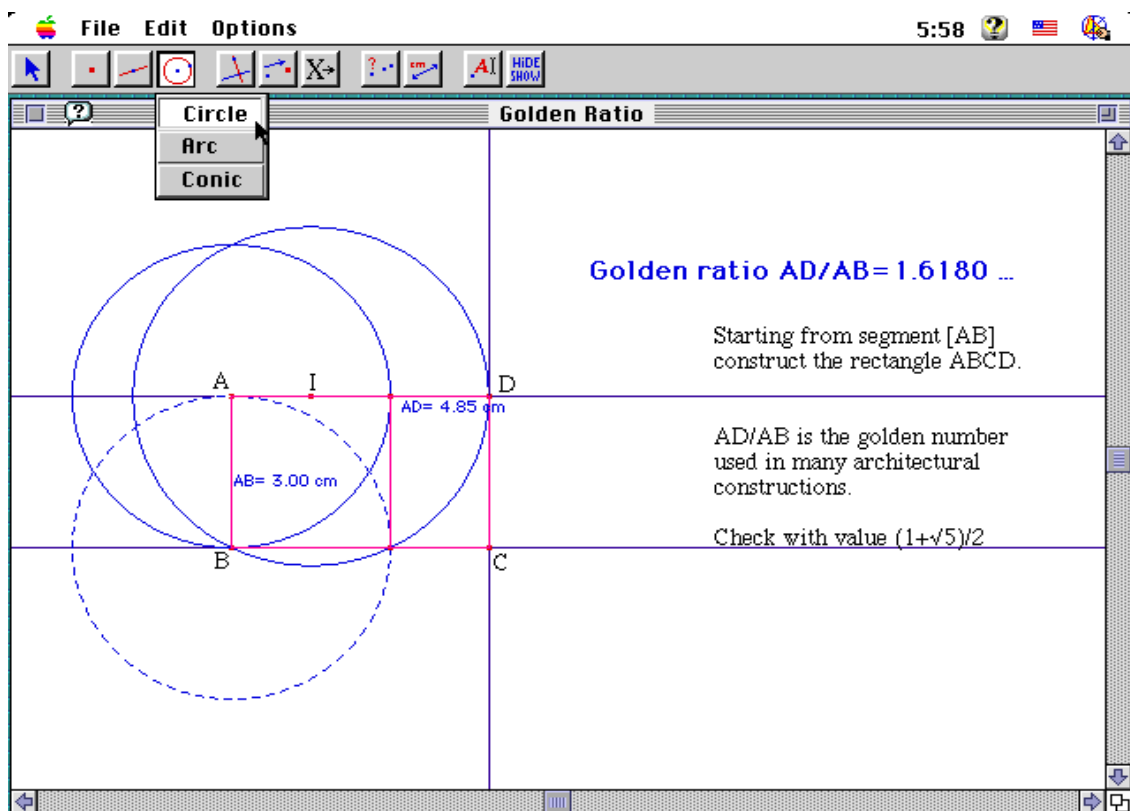 File Edit Options 5:58
X ? cm AI HiDE SHOW
? Golden Ratio
Circle
Arc
Conic
Golden ratio AD/AB=1.6180 ...
Starting from segment [AB]
construct the rectangle ABCD.
A I D
AD= 4.85 cm
AD/AB is the golden number
used in many architectural
constructions.
AB= 3.00 cm
Check with value (1+√5)/2
B C